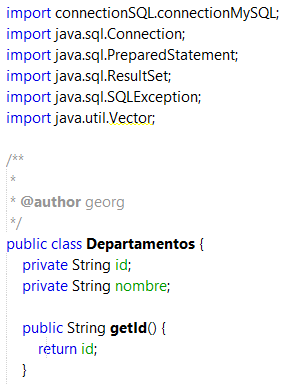 import connectionSQL.connectionMySQL;
import java.sql.Connection;
import java.sql.PreparedStatement;
import java.sql.ResultSet;
import java.sql.SQLException;
import java.util.Vector;
/**
*
* @author georg
*/
public class Departamentos {
private String id;
private String nombre;
public String getId() {
return id;
}